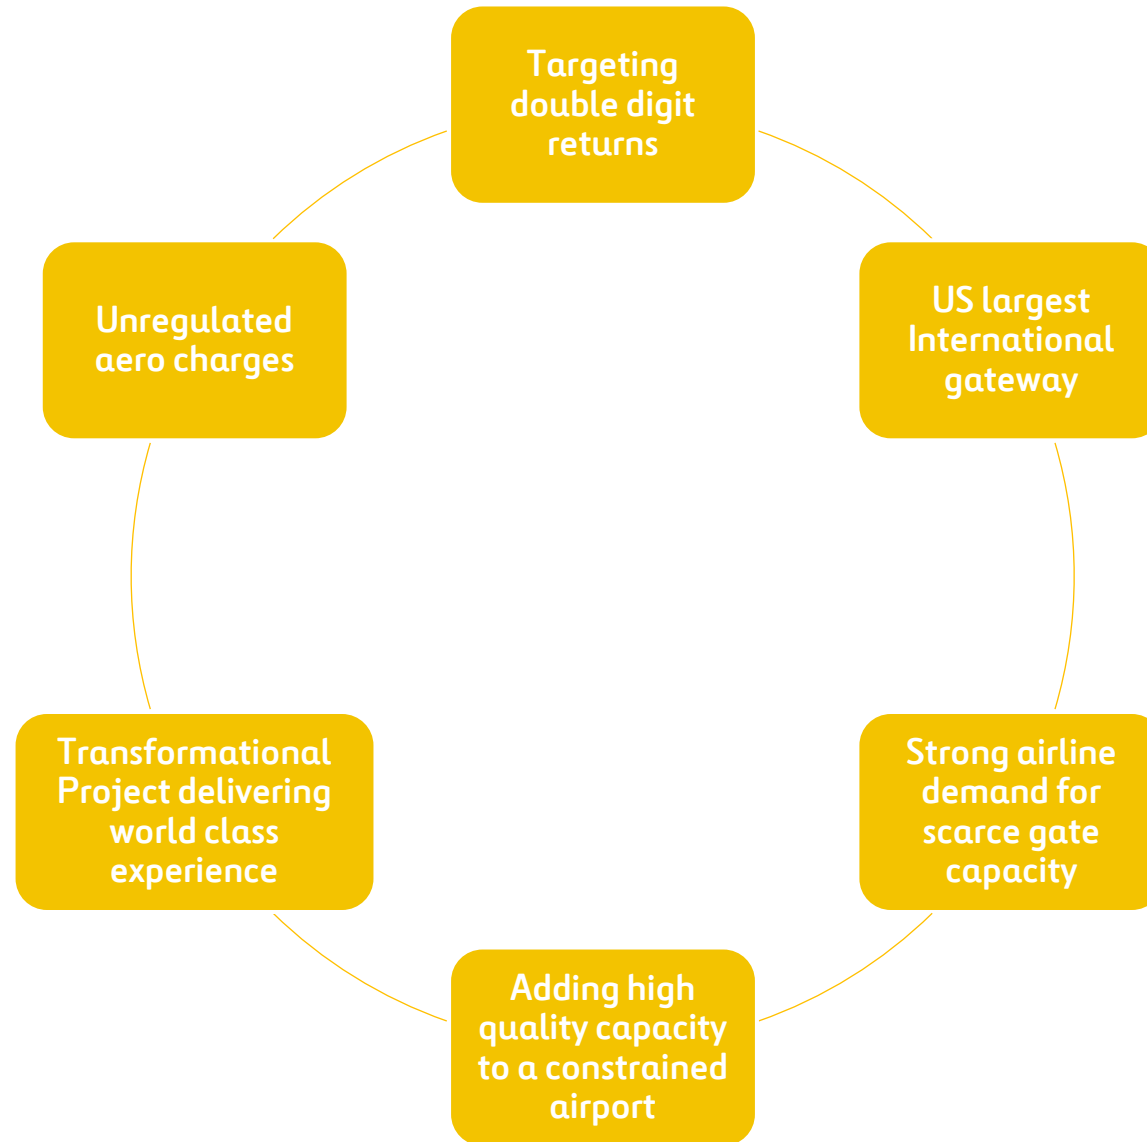 Targeting
double digit
returns
US largest
International
gateway
Strong airline
demand for
scarce gate
capacity
Adding high
quality capacity
to a constrained
airport
Transformational
Project delivering
world class
experience
Unregulated
aero charges